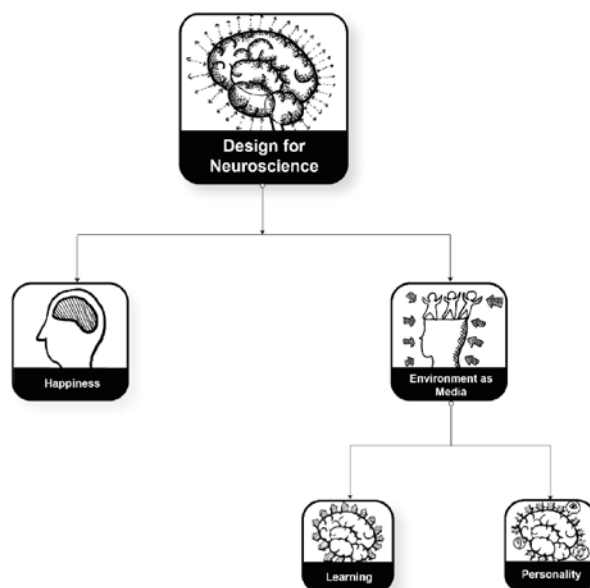 Design for
Neuroscience
Happiness
Environment as
Media
Learning
Personality